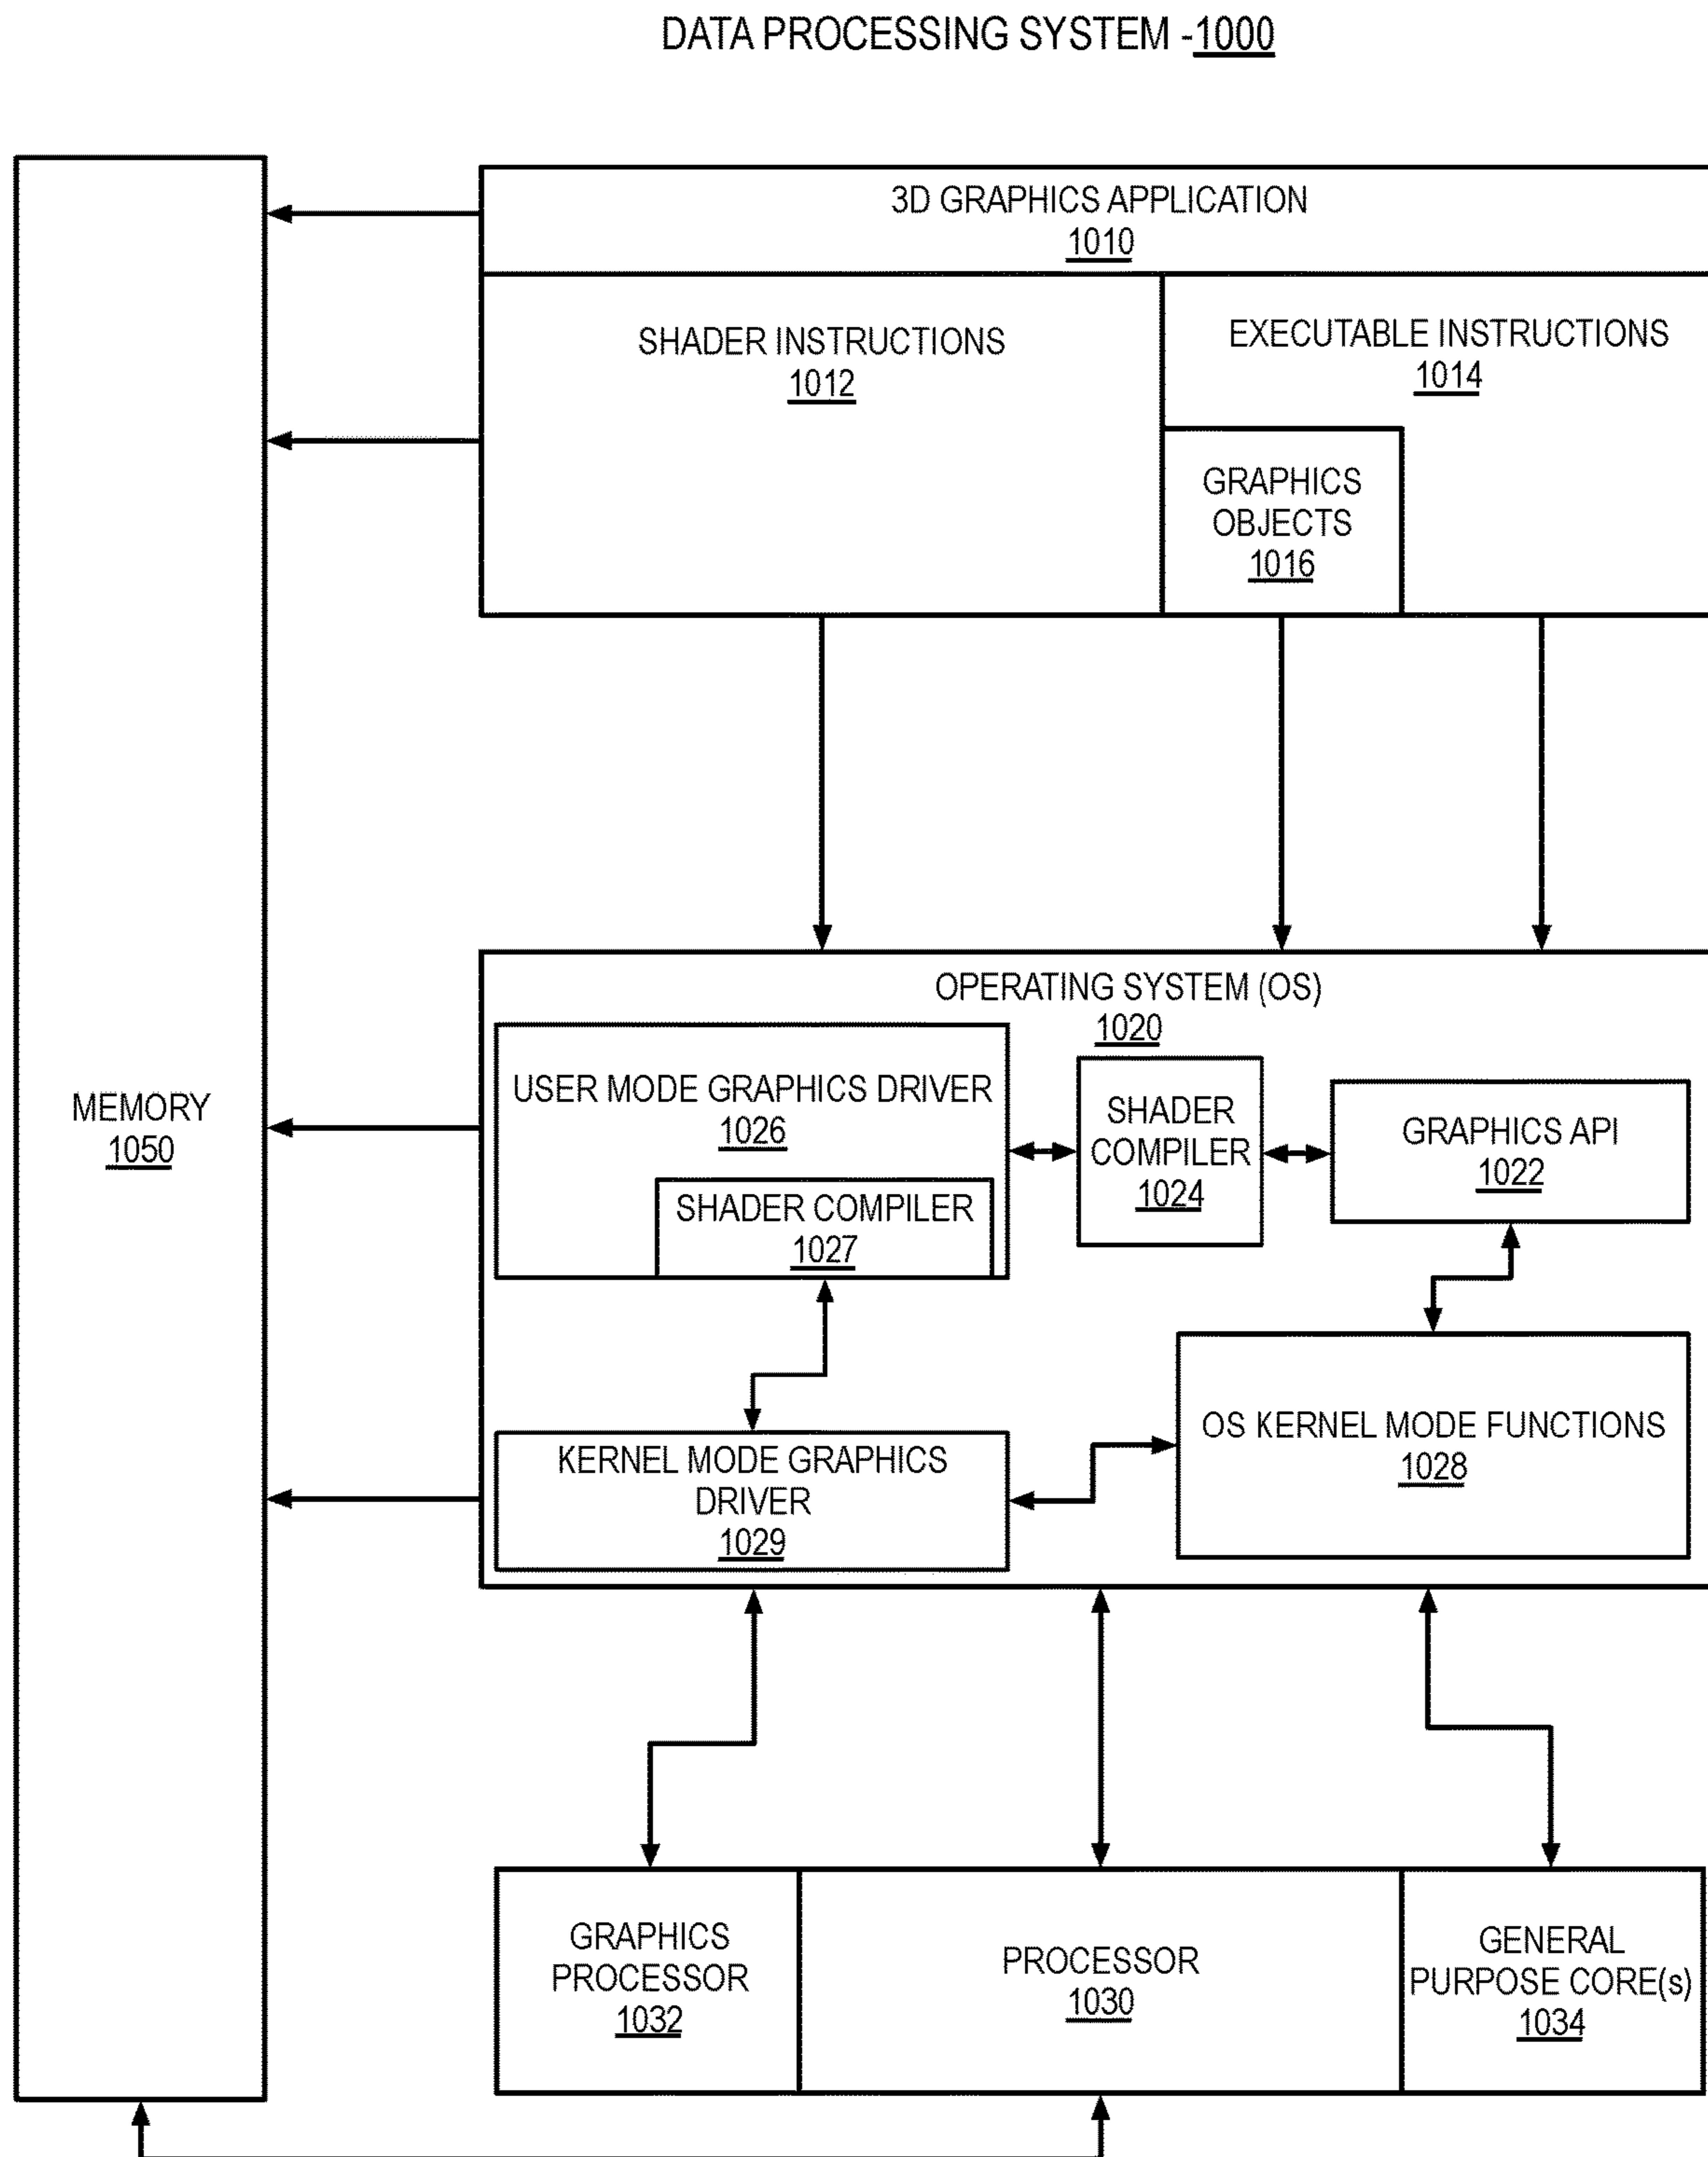 DATA PROCESSING SYSTEM -1000
3D GRAPHICS APPLICATION
1010
SHADER INSTRUCTIONS
1012
EXECUTABLE INSTRUCTIONS
1014
GRAPHICS
OBJECTS
1016
MEMORY
1050
OPERATING SYSTEM (OS)
1020
USER MODE GRAPHICS DRIVER
1026
SHADER COMPILER
1027
SHADER
COMPILER
1024
GRAPHICS API
1022
KERNEL MODE GRAPHICS
DRIVER
1029
OS KERNEL MODE FUNCTIONS
1028
GRAPHICS
PROCESSOR
1032
PROCESSOR
1030
GENERAL
PURPOSE CORE(s)
1034